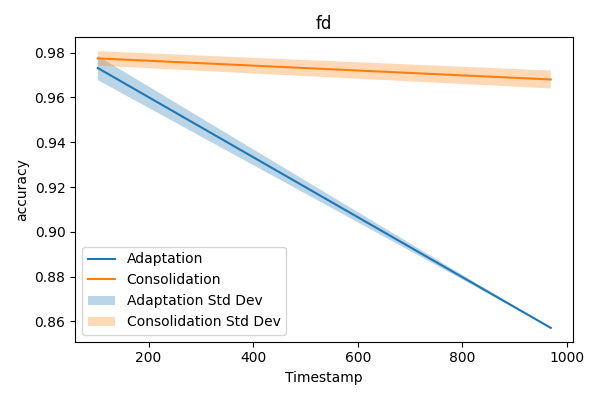 fd
accuracy
0.98
0.96
0.94
0.92
0.90
0.88
0.86
Adaptation
Consolidation
Adaptation Std Dev
Consolidation Std Dev
200 400 600 800 1000
Timestamp